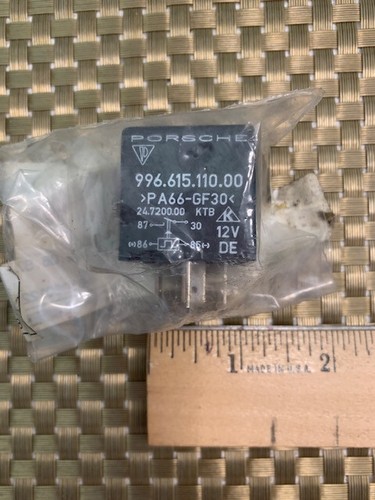 PORSCHE
996.615.110.00
>PA66-GF30<
24.7200.00 KTB
87 30 12V
(+)86 85(-) DE
1 2
MADE IN U.S.A.